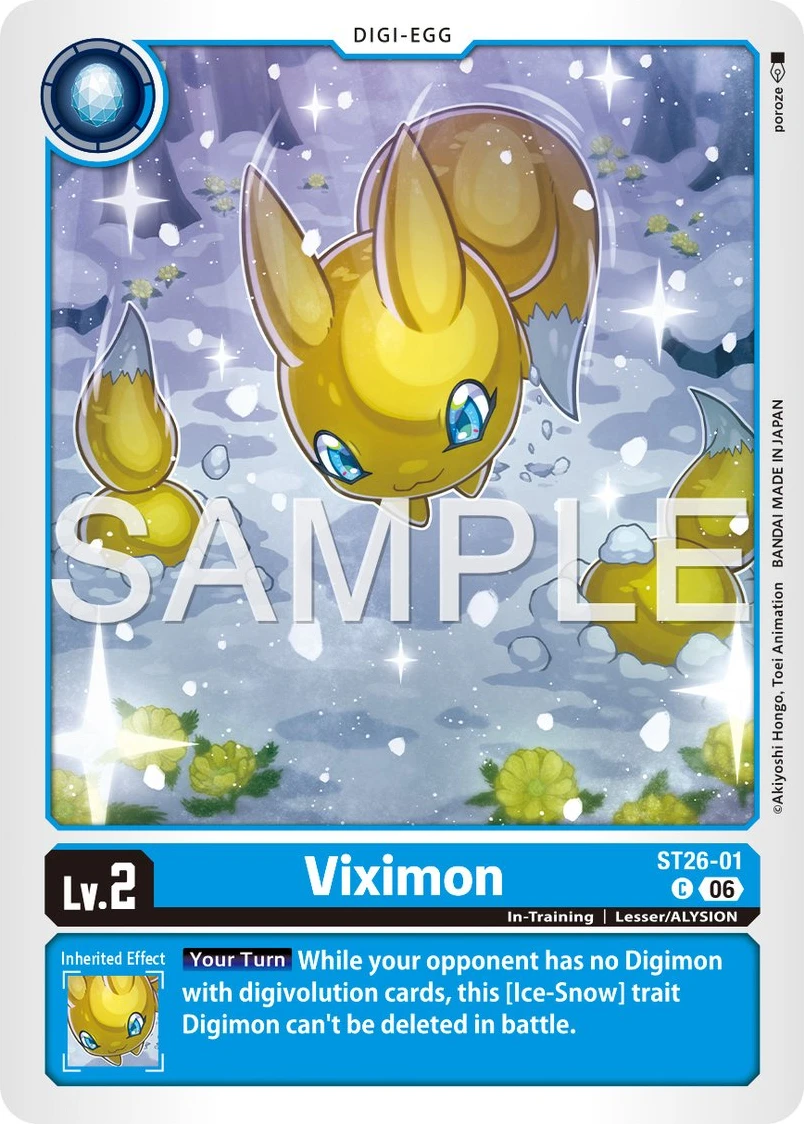 DIGI-EGG
poroze
SAMPLE
©Akiyoshi Hongo, Toei Animation BANDAI MADE IN JAPAN
Lv.2
Viximon
ST26-01
C 06
In-Training | Lesser/ALYSION
Inherited Effect
Your Turn While your opponent has no Digimon
with digivolution cards, this [Ice-Snow] trait
Digimon can't be deleted in battle.